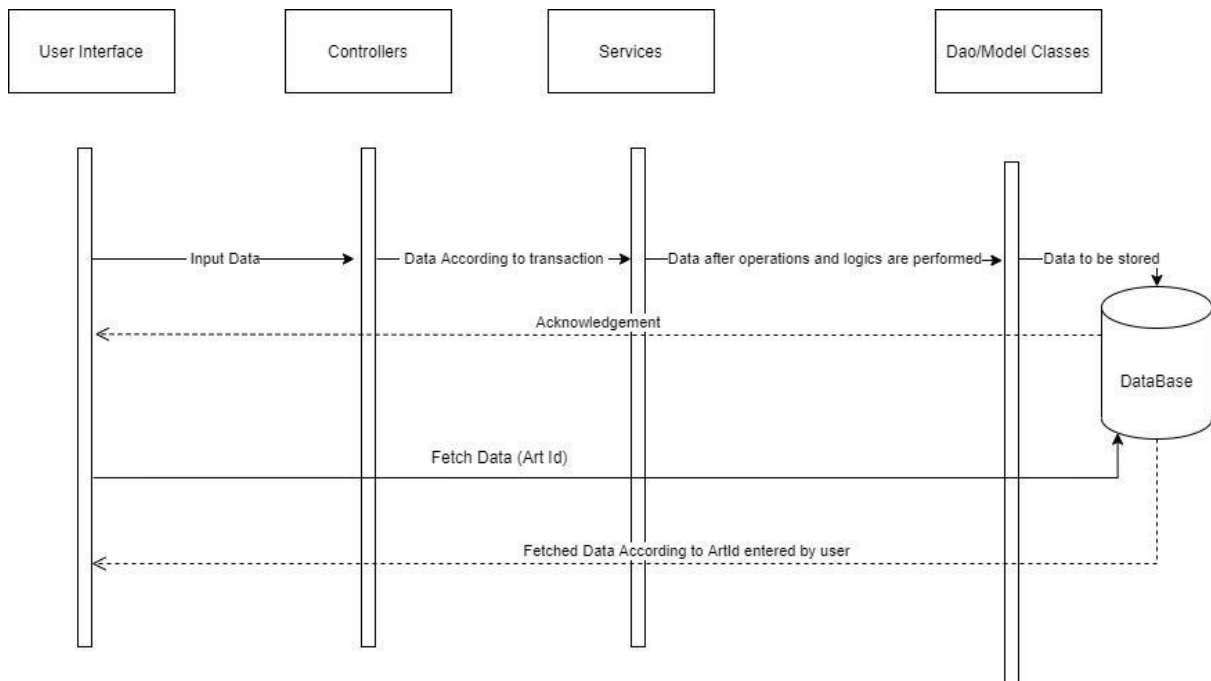 User Interface
Controllers
Services
Dao/Model Classes
Input Data
Data According to transaction
Data after operations and logics are performed
Data to be stored
Acknowledgement
DataBase
Fetch Data (Art Id)
Fetched Data According to ArtId entered by user